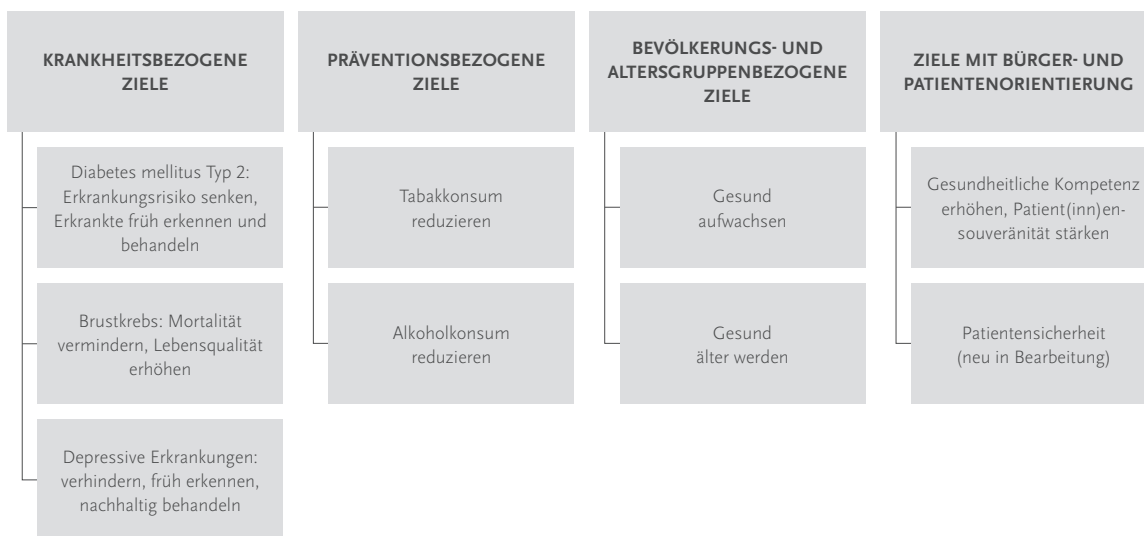 KRANKHEITSBEZOGENE
ZIELE
Diabetes mellitus Typ 2:
Erkrankungsrisiko senken,
Erkrankte früh erkennen und
behandeln
Brustkrebs: Mortalität
vermindern, Lebensqualität
erhöhen
Depressive Erkrankungen:
verhindern, früh erkennen,
nachhaltig behandeln
PRÄVENTIONSBEZOGENE
ZIELE
Tabakkonsum
reduzieren
Alkoholkonsum
reduzieren
BEVÖLKERUNGS- UND
ALTERSGRUPPENBEZOGENE
ZIELE
Gesund
aufwachsen
Gesund
älter werden
ZIELE MIT BÜRGER- UND
PATIENTENORIENTIERUNG
Gesundheitliche Kompetenz
erhöhen, Patient(inn)en-
souveränität stärken
Patientensicherheit
(neu in Bearbeitung)